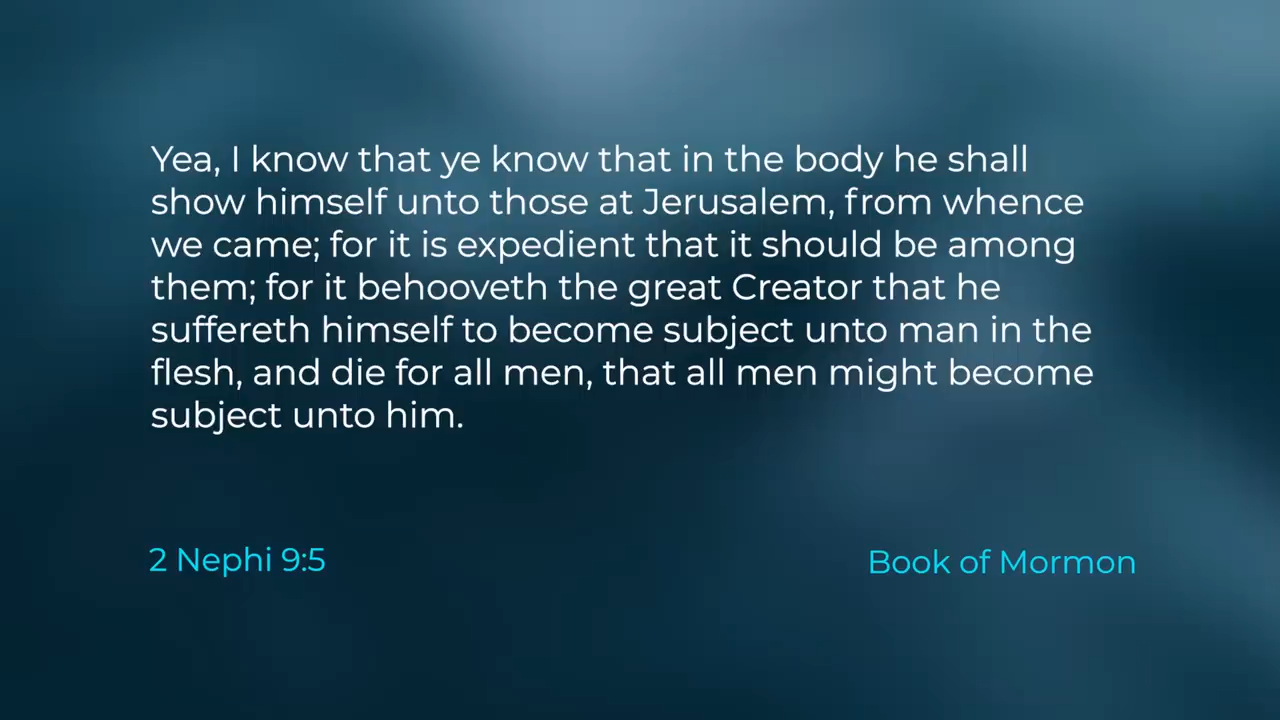 Yea, I know that ye know that in the body he shall
show himself unto those at Jerusalem, from whence
we came; for it is expedient that it should be among
them; for it behooveth the great Creator that he
suffereth himself to become subject unto man in the
flesh, and die for all men, that all men might become
subject unto him.
2 Nephi 9:5
Book of Mormon